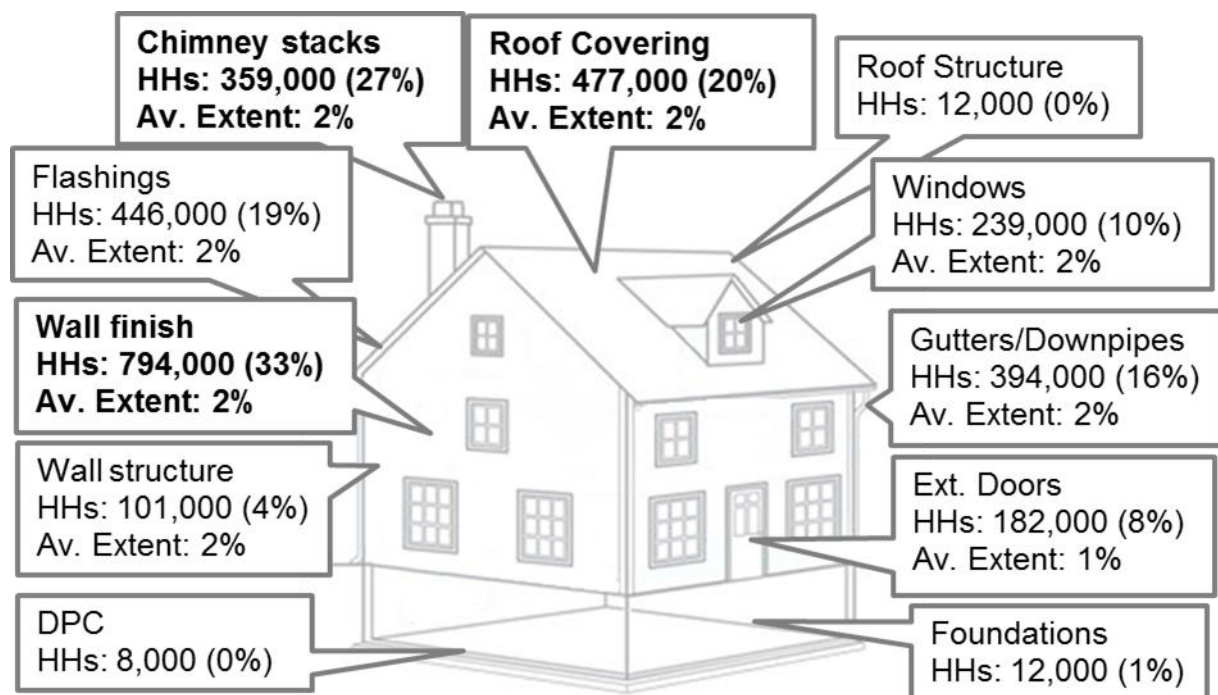 Chimney stacks
HHs: 359,000 (27%)
Av. Extent: 2%
Roof Covering
HHs: 477,000 (20%)
Av. Extent: 2%
Roof Structure
HHs: 12,000 (0%)
Flashings
HHs: 446,000 (19%)
Av. Extent: 2%
Windows
HHs: 239,000 (10%)
Av. Extent: 2%
Wall finish
HHs: 794,000 (33%)
Av. Extent: 2%
Gutters/Downpipes
HHs: 394,000 (16%)
Av. Extent: 2%
Wall structure
HHs: 101,000 (4%)
Av. Extent: 2%
Ext. Doors
HHs: 182,000 (8%)
Av. Extent: 1%
DPC
HHs: 8,000 (0%)
Foundations
HHs: 12,000 (1%)